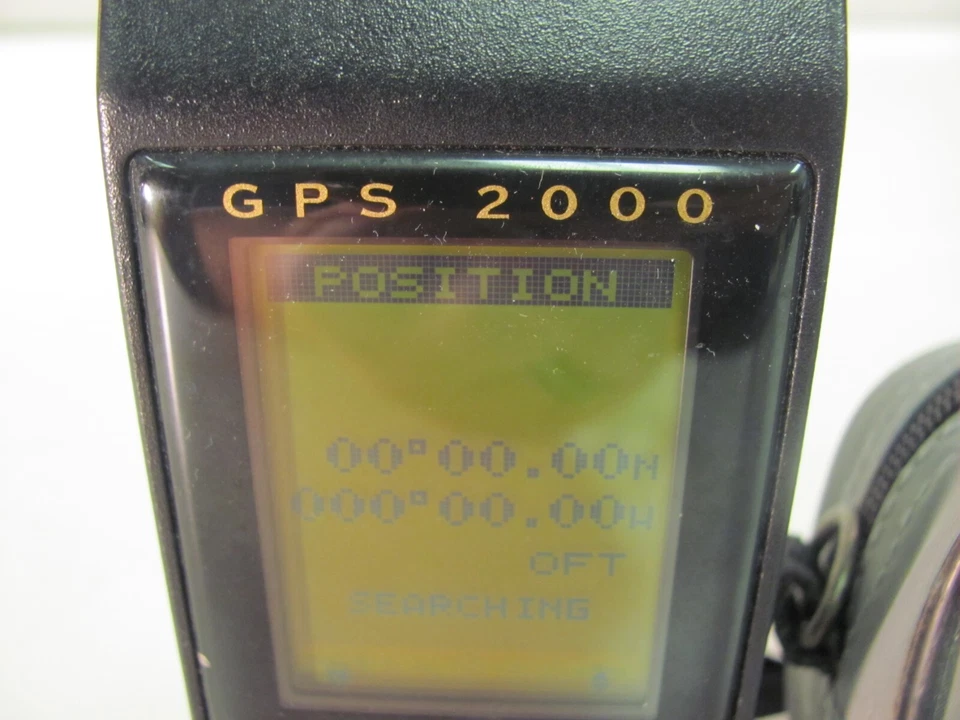 GPS 2000
POSITION
00°00.00N
000°00.00W
0FT
SEARCHING